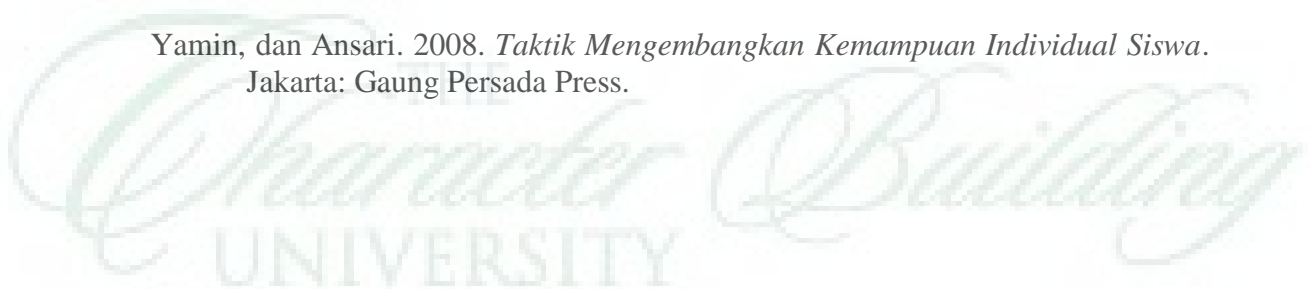 Yamin, dan Ansari. 2008. Taktik Mengembangkan Kemampuan Individual Siswa.
Jakarta: Gaung Persada Press.
THE
Character Building
UNIVERSITY